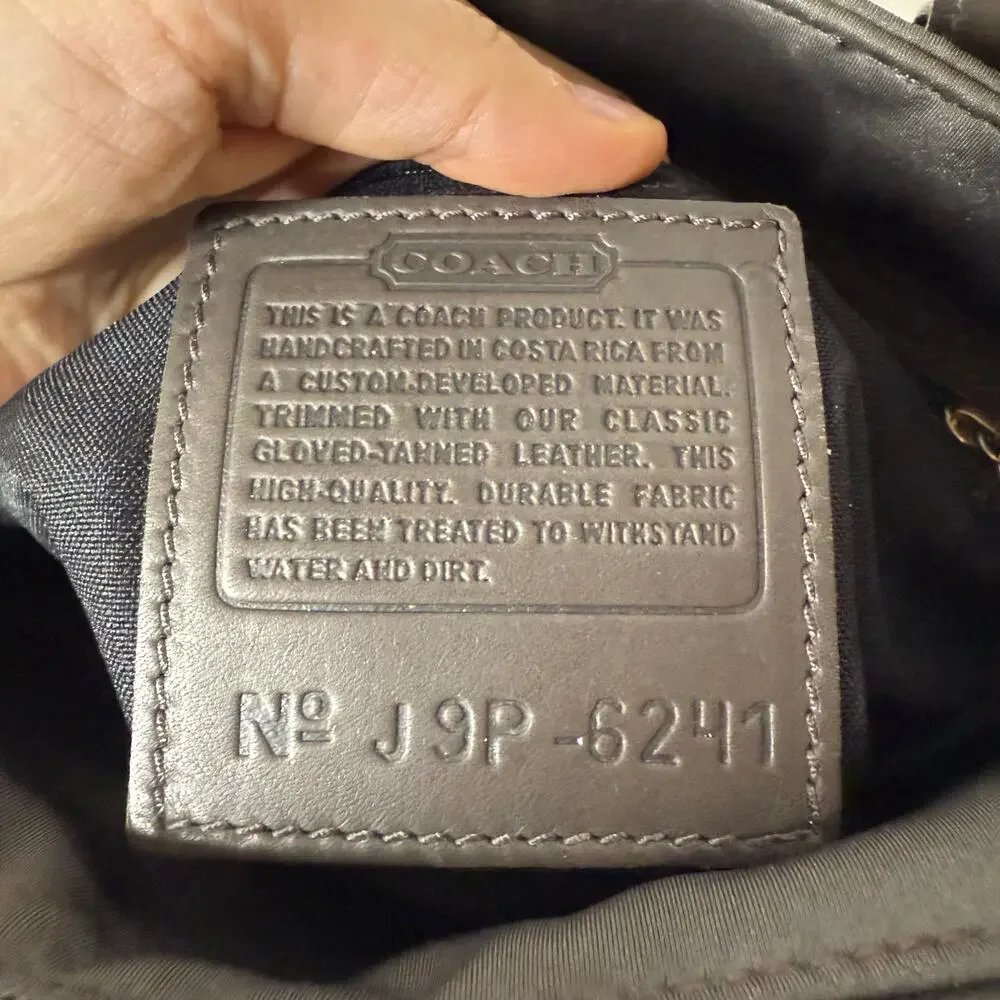 COACH
THIS IS A COACH PRODUCT. IT WAS
HANDCRAFTED IN COSTA RICA FROM
A CUSTOM-DEVELOPED MATERIAL.
TRIMMED WITH OUR CLASSIC
GLOVED-TANNED LEATHER. THIS
HIGH-QUALITY. DURABLE FABRIC
HAS BEEN TREATED TO WITHSTAND
WATER AND DIRT.
Nº J9P-6241